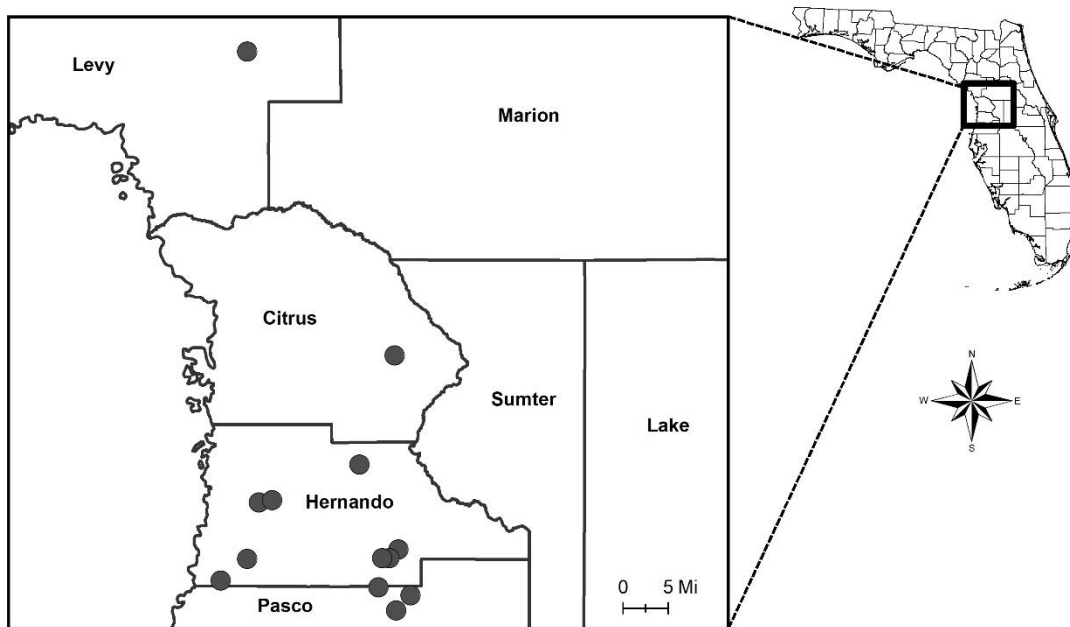 Levy
Marion
Citrus
Sumter
Lake
Hernando
Pasco
0 5 Mi
N
W E
S